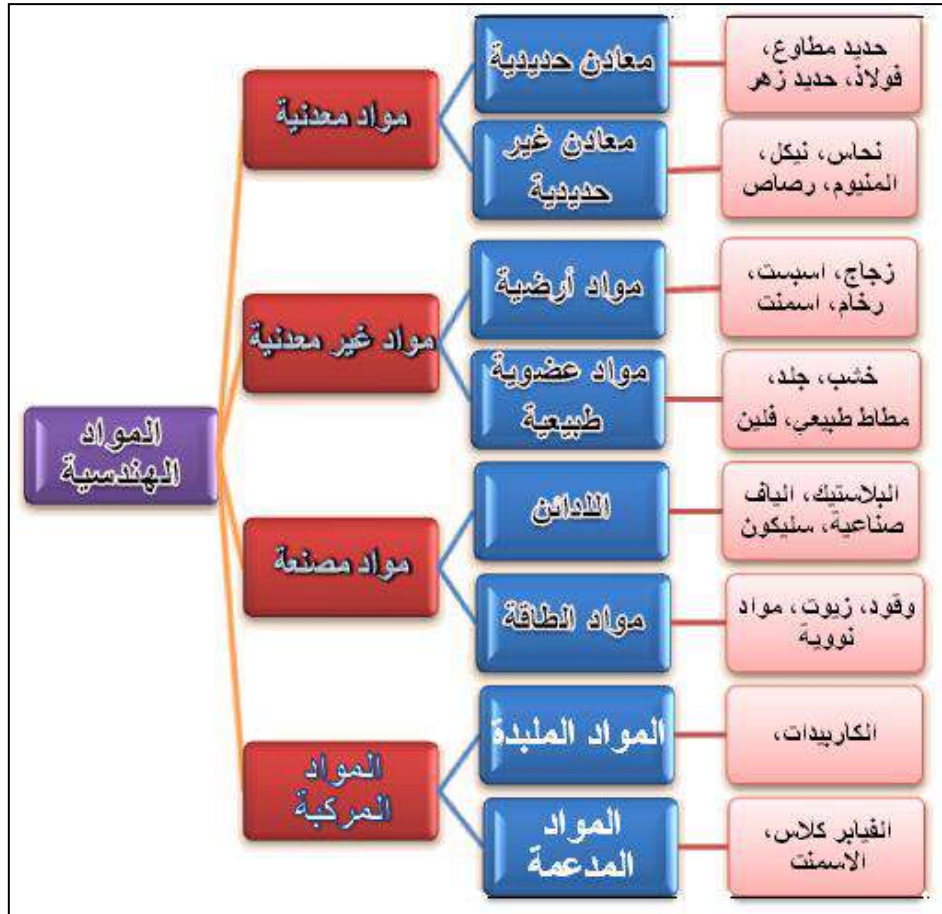 المواد
الهندسية
مواد معدنية
معادن حديدية
حديد مطاوع،
فولاذ، حديد زهر
معادن غير
حديدية
نحاس، نيكل،
المنيوم، رصاص
مواد غير معدنية
مواد أرضية
زجاج، اسبست،
رخام، اسمنت
مواد عضوية
طبيعية
خشب، جلد،
مطاط طبيعي، فلين
مواد مصنعة
اللدائن
البلاستيك، الياف
صناعية، سليكون
مواد الطاقة
وقود، زيوت، مواد
نووية
المواد
المركبة
المواد الملبدة
الكاربيدات،
المواد
المدعمة
الفيابر كلاس،
الاسمنت